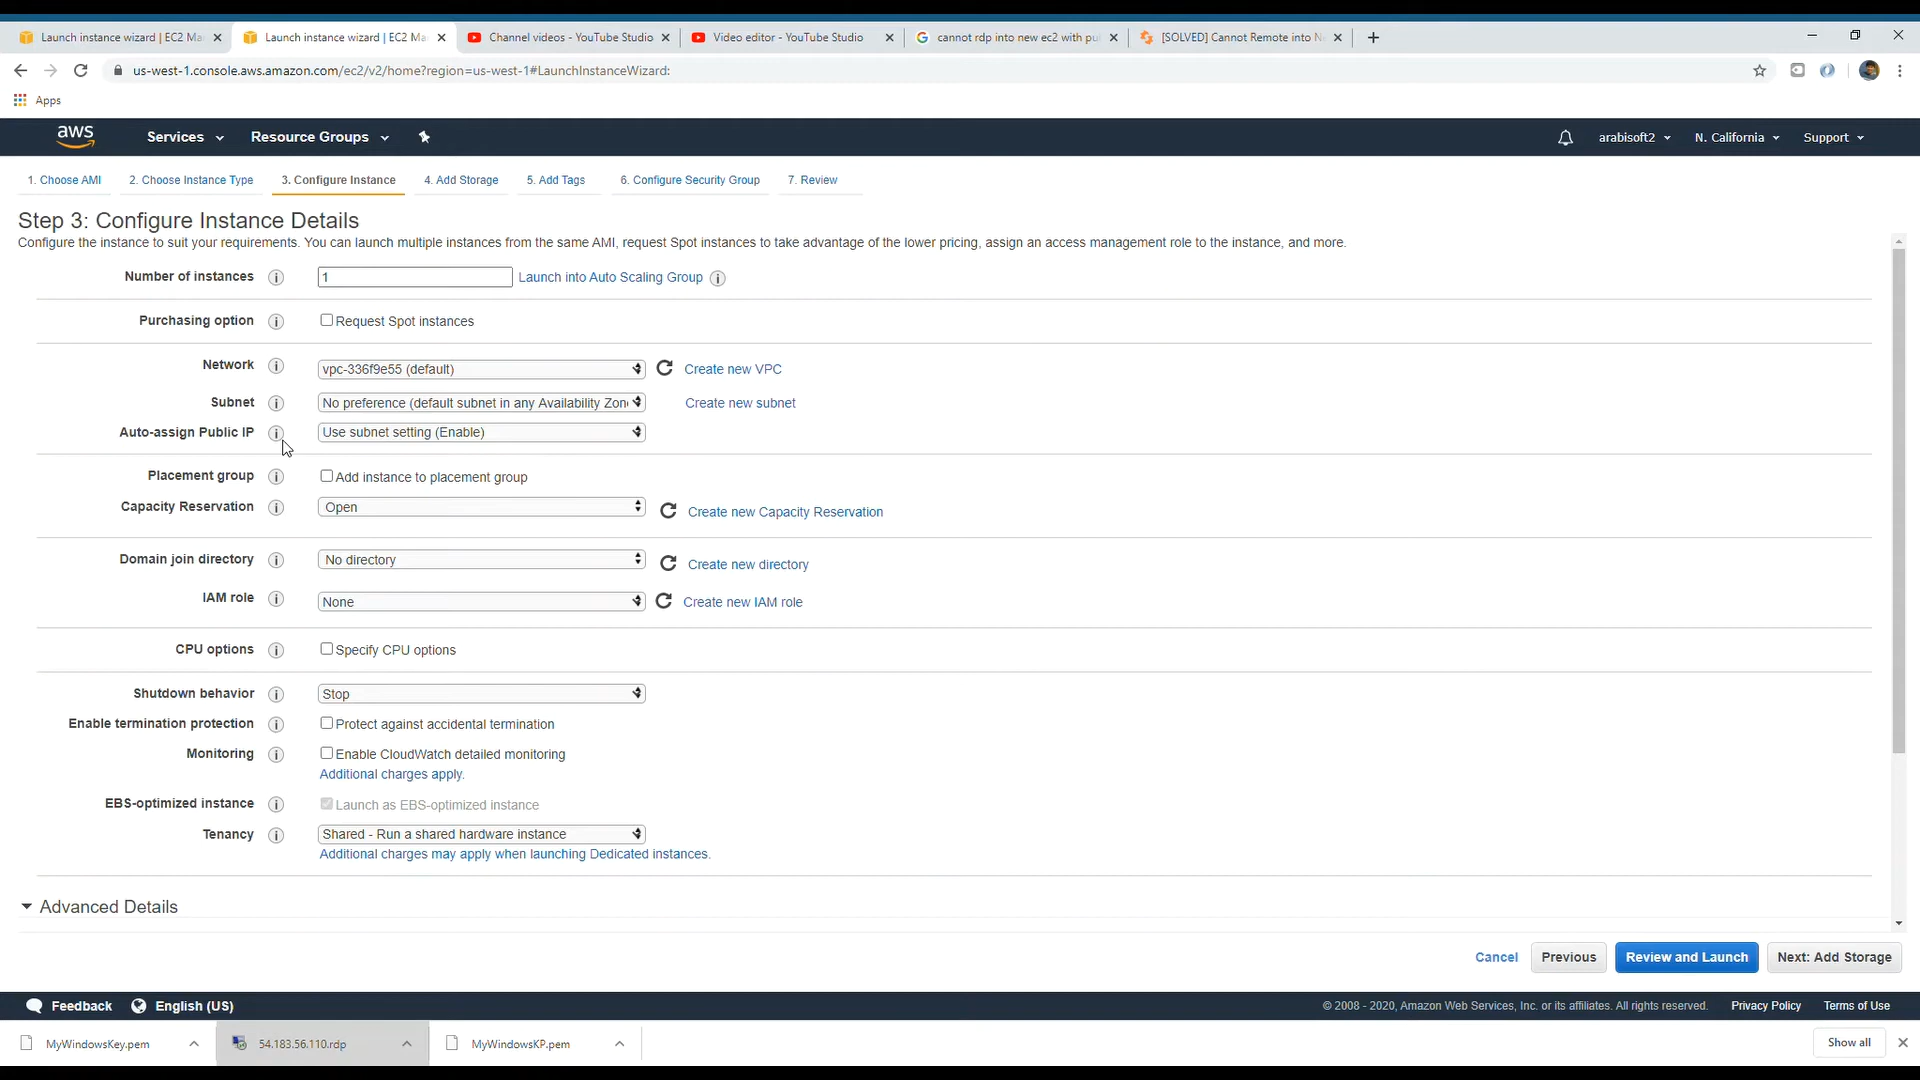 Launch instance wizard | EC2 Ma
Launch instance wizard | EC2 Ma
Channel videos - YouTube Studio
Video editor - YouTube Studio
cannot rdp into new ec2 with pu
[SOLVED] Cannot Remote into N
us-west-1.console.aws.amazon.com/ec2/v2/home?region=us-west-1#LaunchInstanceWizard:
Apps
aws
Services
Resource Groups
arabisoft2
N. California
Support
1. Choose AMI
2. Choose Instance Type
3. Configure Instance
4. Add Storage
5. Add Tags
6. Configure Security Group
7. Review
Step 3: Configure Instance Details
Configure the instance to suit your requirements. You can launch multiple instances from the same AMI, request Spot instances to take advantage of the lower pricing, assign an access management role to the instance, and more.
Number of instances
1
Launch into Auto Scaling Group
Purchasing option
Request Spot instances
Network
vpc-336f9e55 (default)
Create new VPC
Subnet
No preference (default subnet in any Availability Zon
Create new subnet
Auto-assign Public IP
Use subnet setting (Enable)
Placement group
Add instance to placement group
Capacity Reservation
Open
Create new Capacity Reservation
Domain join directory
No directory
Create new directory
IAM role
None
Create new IAM role
CPU options
Specify CPU options
Shutdown behavior
Stop
Enable termination protection
Protect against accidental termination
Monitoring
Enable CloudWatch detailed monitoring
Additional charges apply.
EBS-optimized instance
Launch as EBS-optimized instance
Tenancy
Shared - Run a shared hardware instance
Additional charges may apply when launching Dedicated instances.
Advanced Details
Cancel
Previous
Review and Launch
Next: Add Storage
Feedback
English (US)
© 2008 - 2020, Amazon Web Services, Inc. or its affiliates. All rights reserved.
Privacy Policy
Terms of Use
MyWindowsKey.pem
54.183.56.110.rdp
MyWindowsKP.pem
Show all